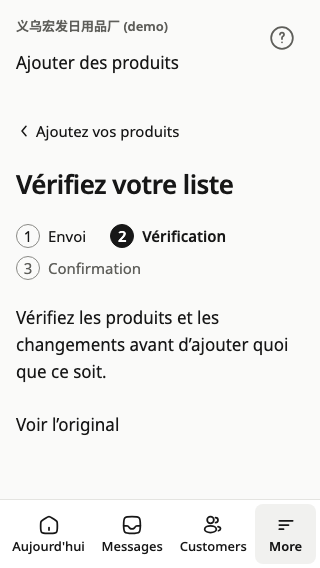 义乌宏发日用品厂 (demo)
Ajouter des produits
Ajoutez vos produits
Vérifiez votre liste
1 Envoi 2 Vérification
3 Confirmation
Vérifiez les produits et les
changements avant d’ajouter quoi
que ce soit.
Voir l’original
Aujourd'hui Messages Customers More